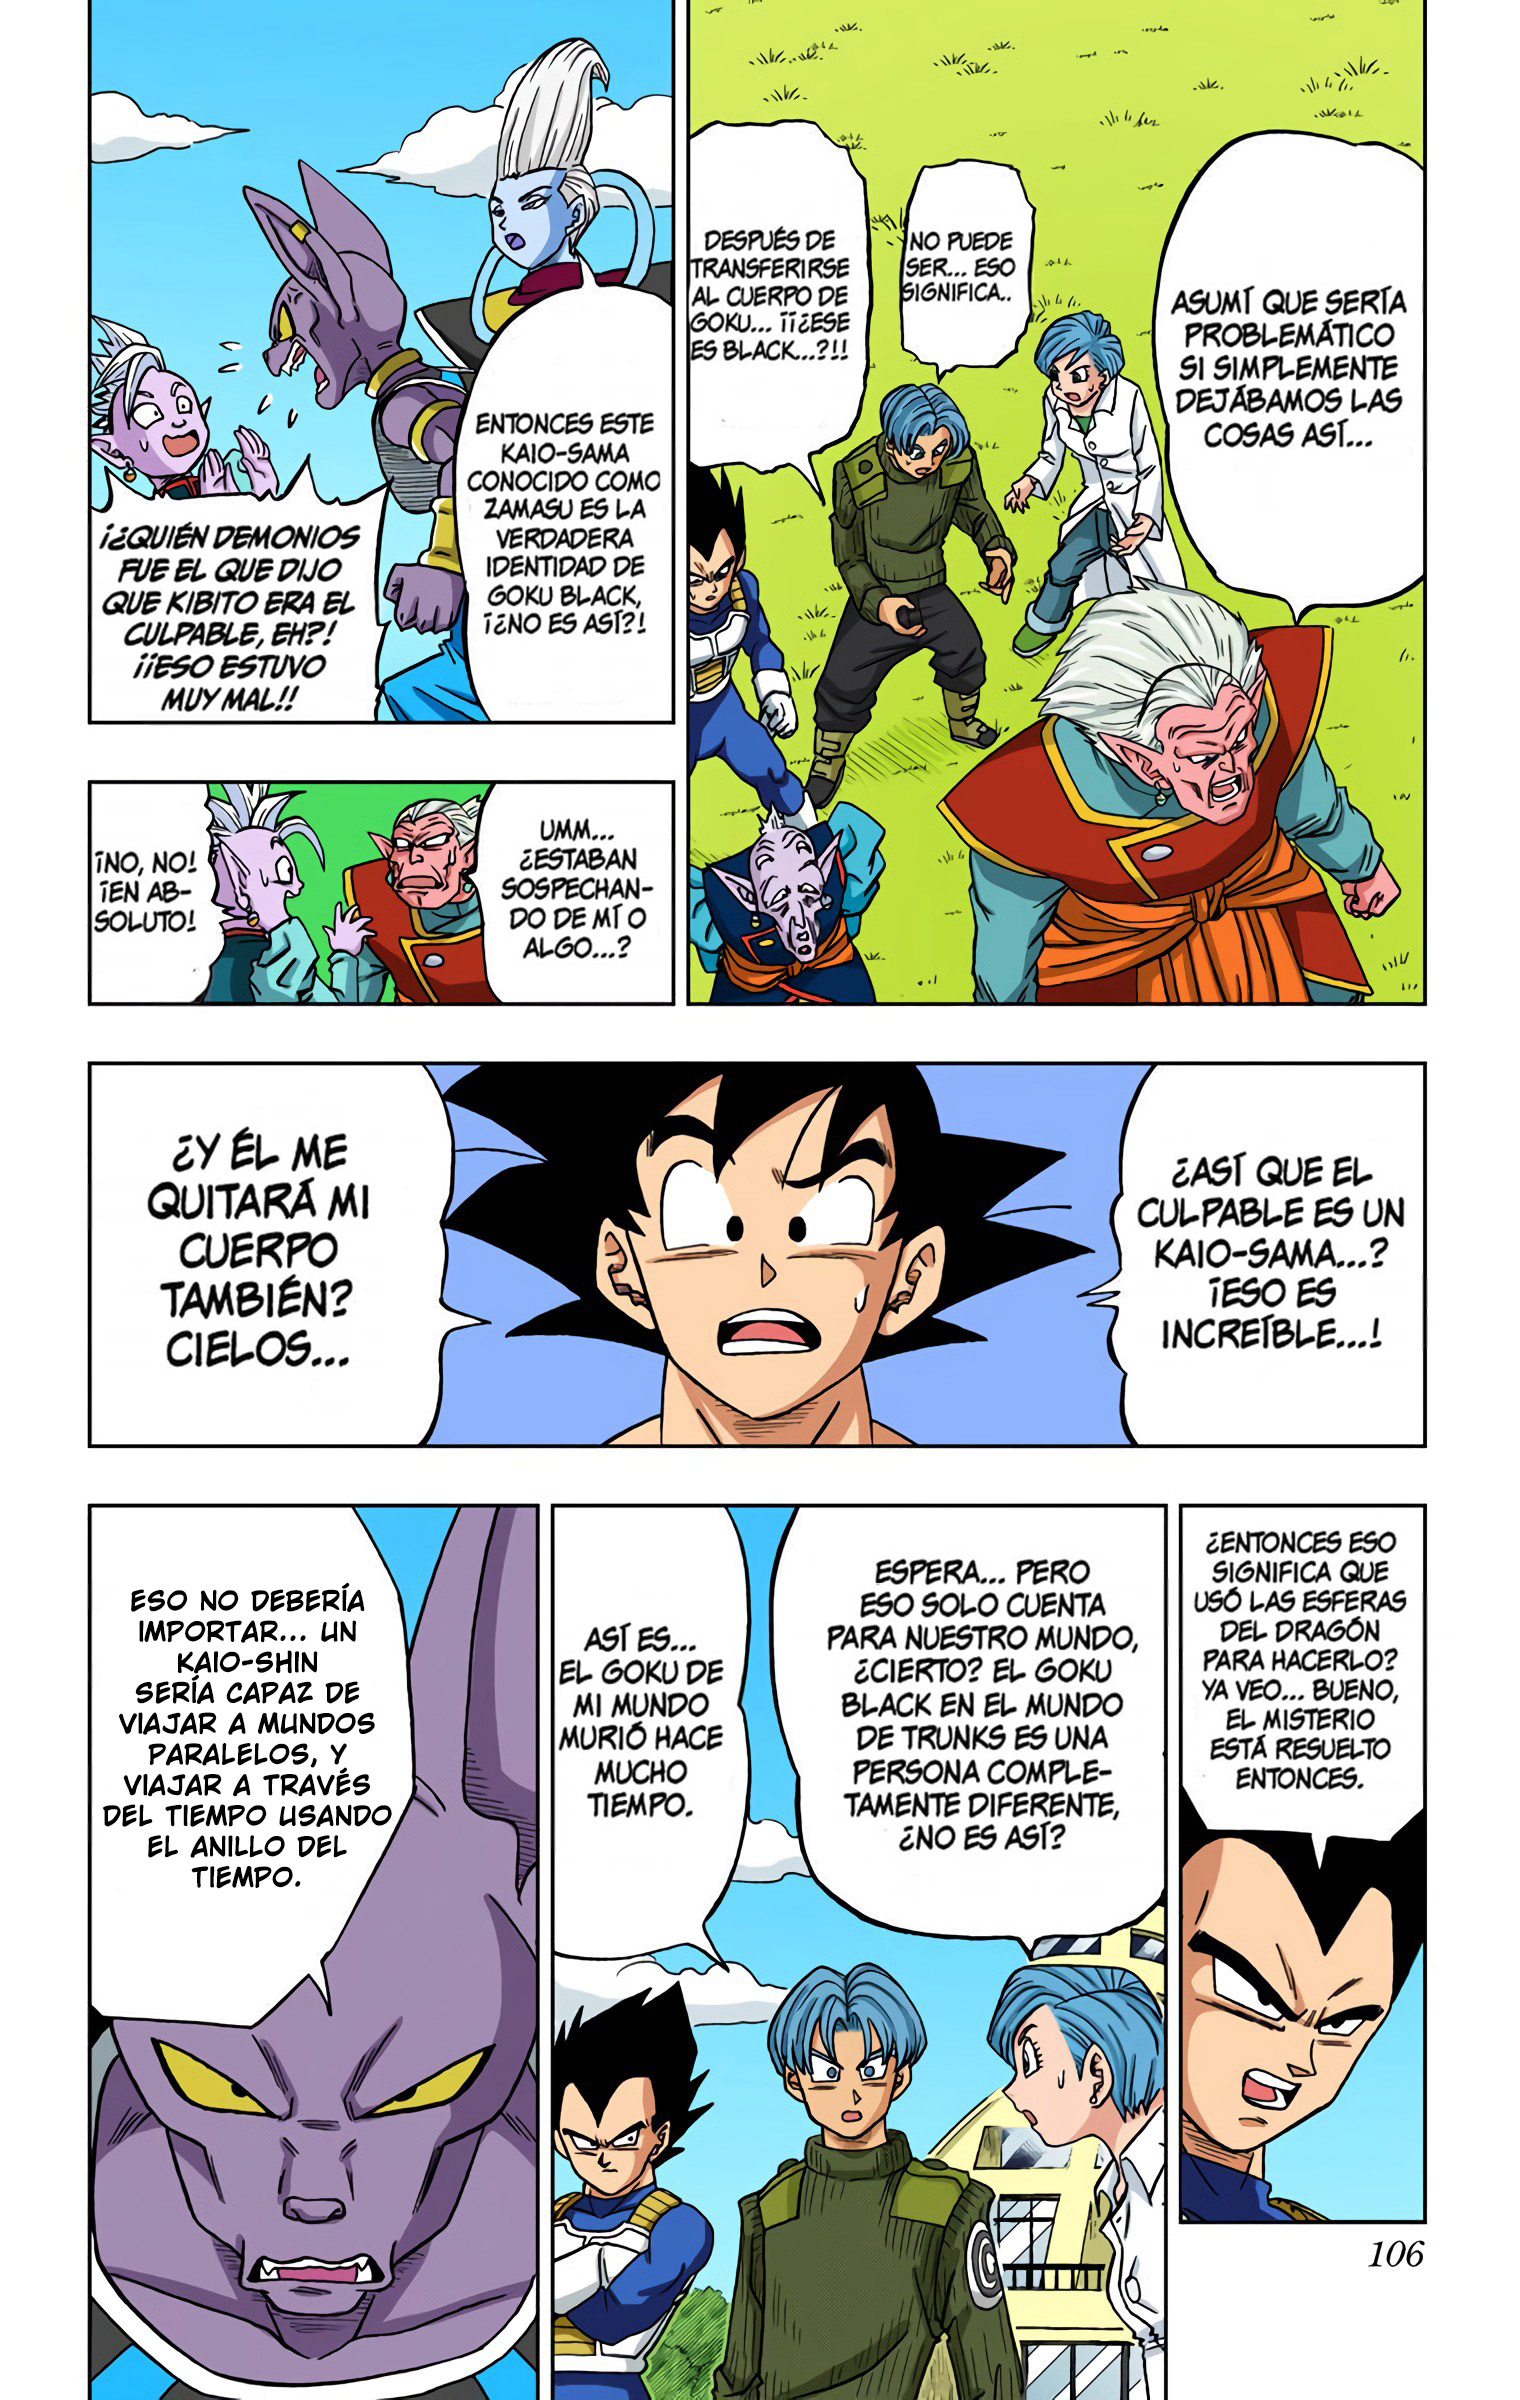 ASUMÍ QUE SERÍA
PROBLEMÁTICO
SI SIMPLEMENTE
DEJÁBAMOS LAS
COSAS ASÍ...
NO PUEDE
SER... ESO
SIGNIFICA..
DESPUÉS DE
TRANSFERIRSE
AL CUERPO DE
GOKU... ¡¡¿ESE
ES BLACK...?!!
ENTONCES ESTE
KAIO-SAMA
CONOCIDO COMO
ZAMASU ES LA
VERDADERA
IDENTIDAD DE
GOKU BLACK,
¡¿NO ES ASÍ?!
¡¿QUIÉN DEMONIOS
FUE EL QUE DIJO
QUE KIBITO ERA EL
CULPABLE, EH?!
¡¡ESO ESTUVO
MUY MAL!!
UMM...
¿ESTABAN
SOSPECHAN-
DO DE MÍ O
ALGO...?
¡NO, NO!
¡EN AB-
SOLUTO!
¿ASÍ QUE EL
CULPABLE ES UN
KAIO-SAMA...?
¡ESO ES
INCREÍBLE...!
¿Y ÉL ME
QUITARÁ MI
CUERPO
TAMBIÉN?
CIELOS...
¿ENTONCES ESO
SIGNIFICA QUE
USÓ LAS ESFERAS
DEL DRAGÓN
PARA HACERLO?
YA VEO... BUENO,
EL MISTERIO
ESTÁ RESUELTO
ENTONCES.
ESPERA... PERO
ESO SOLO CUENTA
PARA NUESTRO MUNDO,
¿CIERTO? EL GOKU
BLACK EN EL MUNDO
DE TRUNKS ES UNA
PERSONA COMPLE-
TAMENTE DIFERENTE,
¿NO ES ASÍ?
ASÍ ES...
EL GOKU DE
MI MUNDO
MURIÓ HACE
MUCHO
TIEMPO.
ESO NO DEBERÍA
IMPORTAR... UN
KAIO-SHIN
SERÍA CAPAZ DE
VIAJAR A MUNDOS
PARALELOS, Y
VIAJAR A TRAVÉS
DEL TIEMPO USANDO
EL ANILLO DEL
TIEMPO.
106